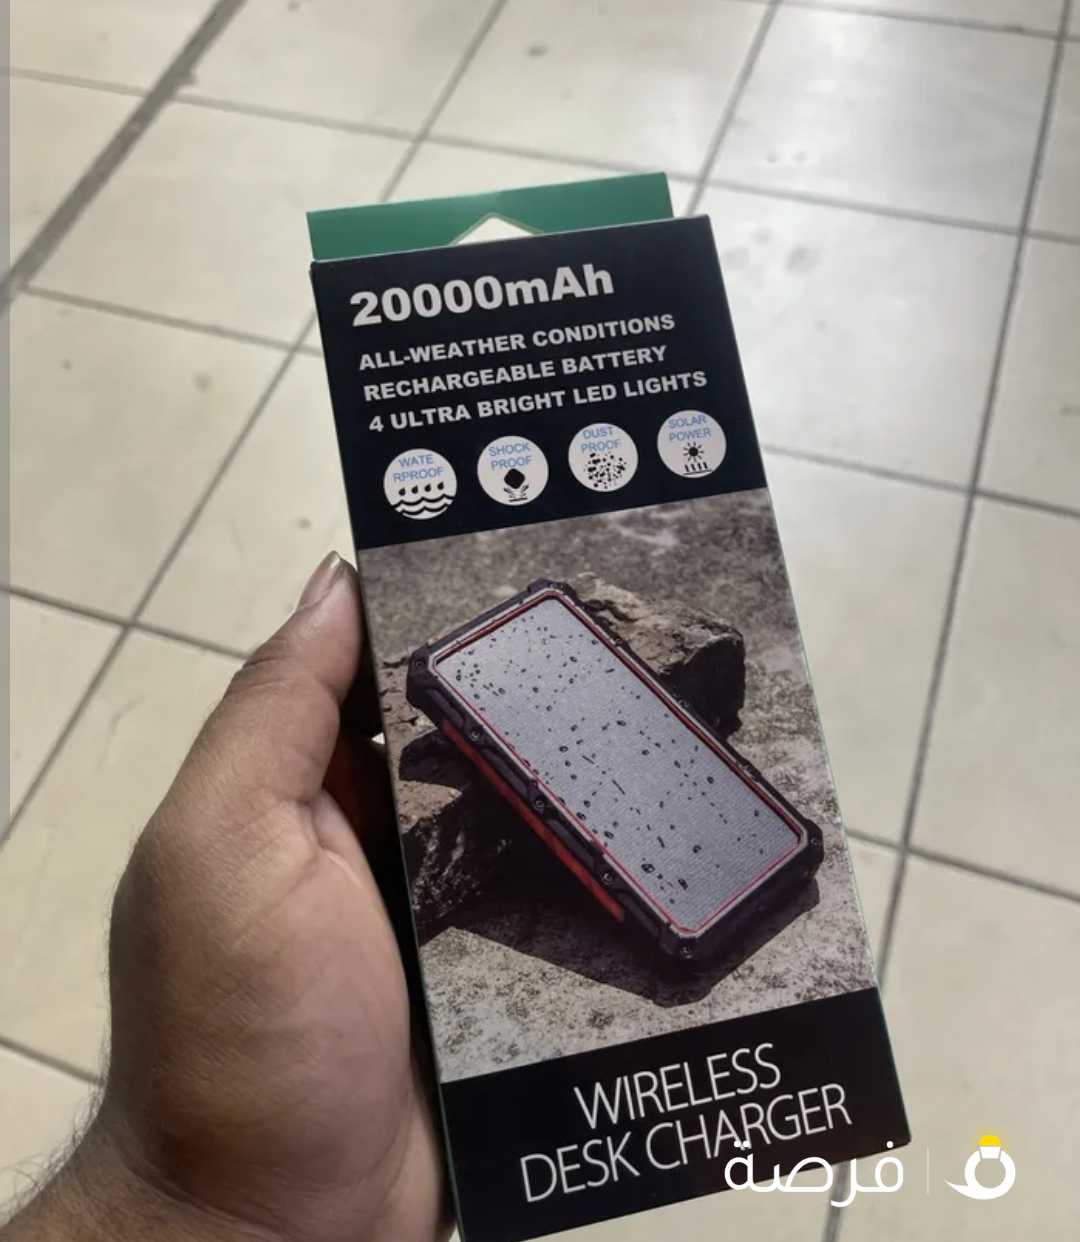 20000mAh
ALL-WEATHER CONDITIONS
RECHARGEABLE BATTERY
4 ULTRA BRIGHT LED LIGHTS
WATE
RPROOF
SHOCK
PROOF
DUST
PROOF
SOLAR
POWER
WIRELESS
DESK CHARGER
فرصة